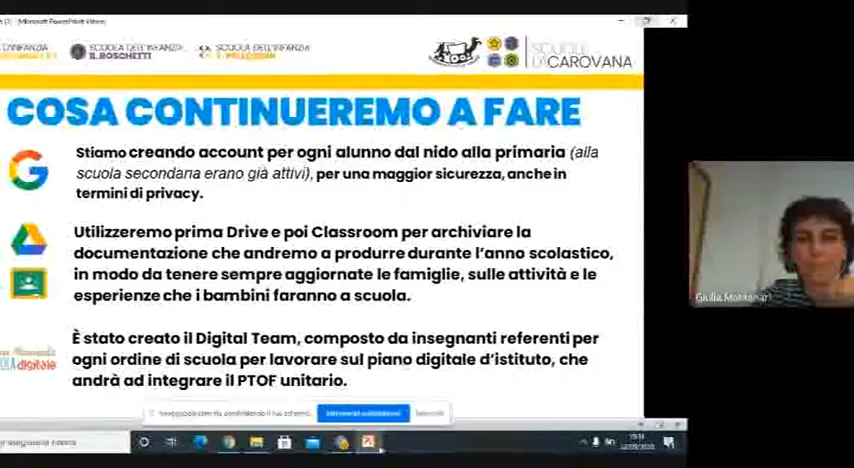 Microsoft PowerPoint
SCUOLA DELL'INFANZIA SCUOLA DELL'INFANZIA
IL BOSCHETTI
SCUOLE
LACAROVANA
COSA CONTINUEREMO A FARE
Stiamo creando account per ogni alunno dal nido alla primaria (alla
scuola secondaria erano già attivi), per una maggior sicurezza, anche in
termini di privacy.
Utilizzeremo prima Drive e poi Classroom per archiviare la
documentazione che andremo a produrre durante l'anno scolastico,
in modo da tenere sempre aggiornate le famiglie, sulle attività e le
esperienze che i bambini faranno a scuola.
È stato creato il Digital Team, composto da insegnanti referenti per
ogni ordine di scuola per lavorare sul piano digitale d'istituto, che
digitale
andrà ad integrare il PTOF unitario.
Giulia Montanari